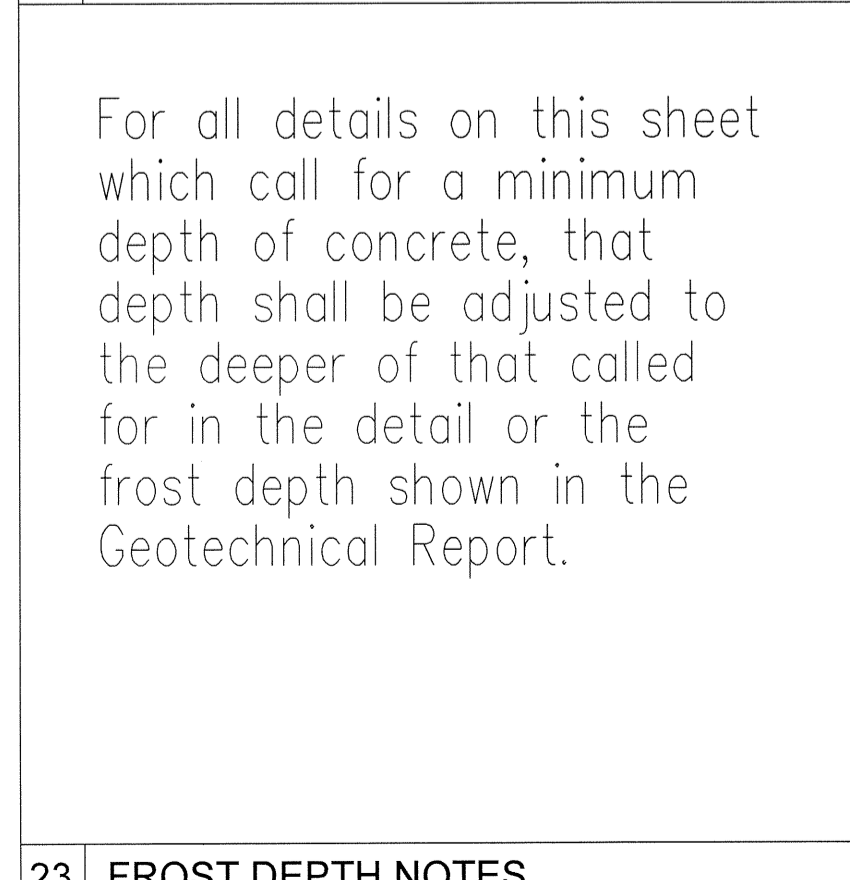 For all details on this sheet
which call for a minimum
depth of concrete, that
depth shall be adjusted to
the deeper of that called
for in the detail or the
frost depth shown in the
Geotechnical Report.
23 FROST DEPTH NOTES